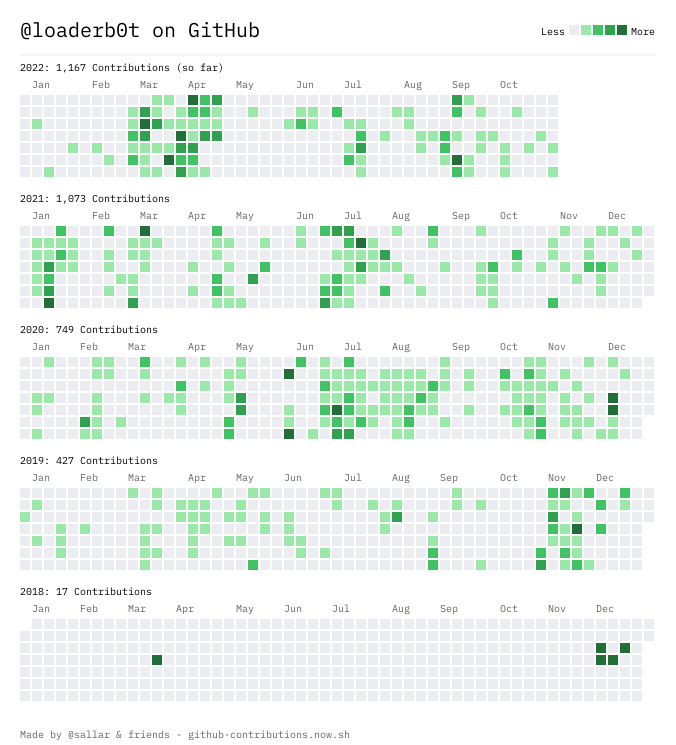 @loaderb0t on GitHub
Less More
2022: 1,167 Contributions (so far)
Jan Feb Mar Apr May Jun Jul Aug Sep Oct
2021: 1,073 Contributions
Jan Feb Mar Apr May Jun Jul Aug Sep Oct Nov Dec
2020: 749 Contributions
Jan Feb Mar Apr May Jun Jul Aug Sep Oct Nov Dec
2019: 427 Contributions
Jan Feb Mar Apr May Jun Jul Aug Sep Oct Nov Dec
2018: 17 Contributions
Jan Feb Mar Apr May Jun Jul Aug Sep Oct Nov Dec
Made by @sallar & friends - github-contributions.now.sh